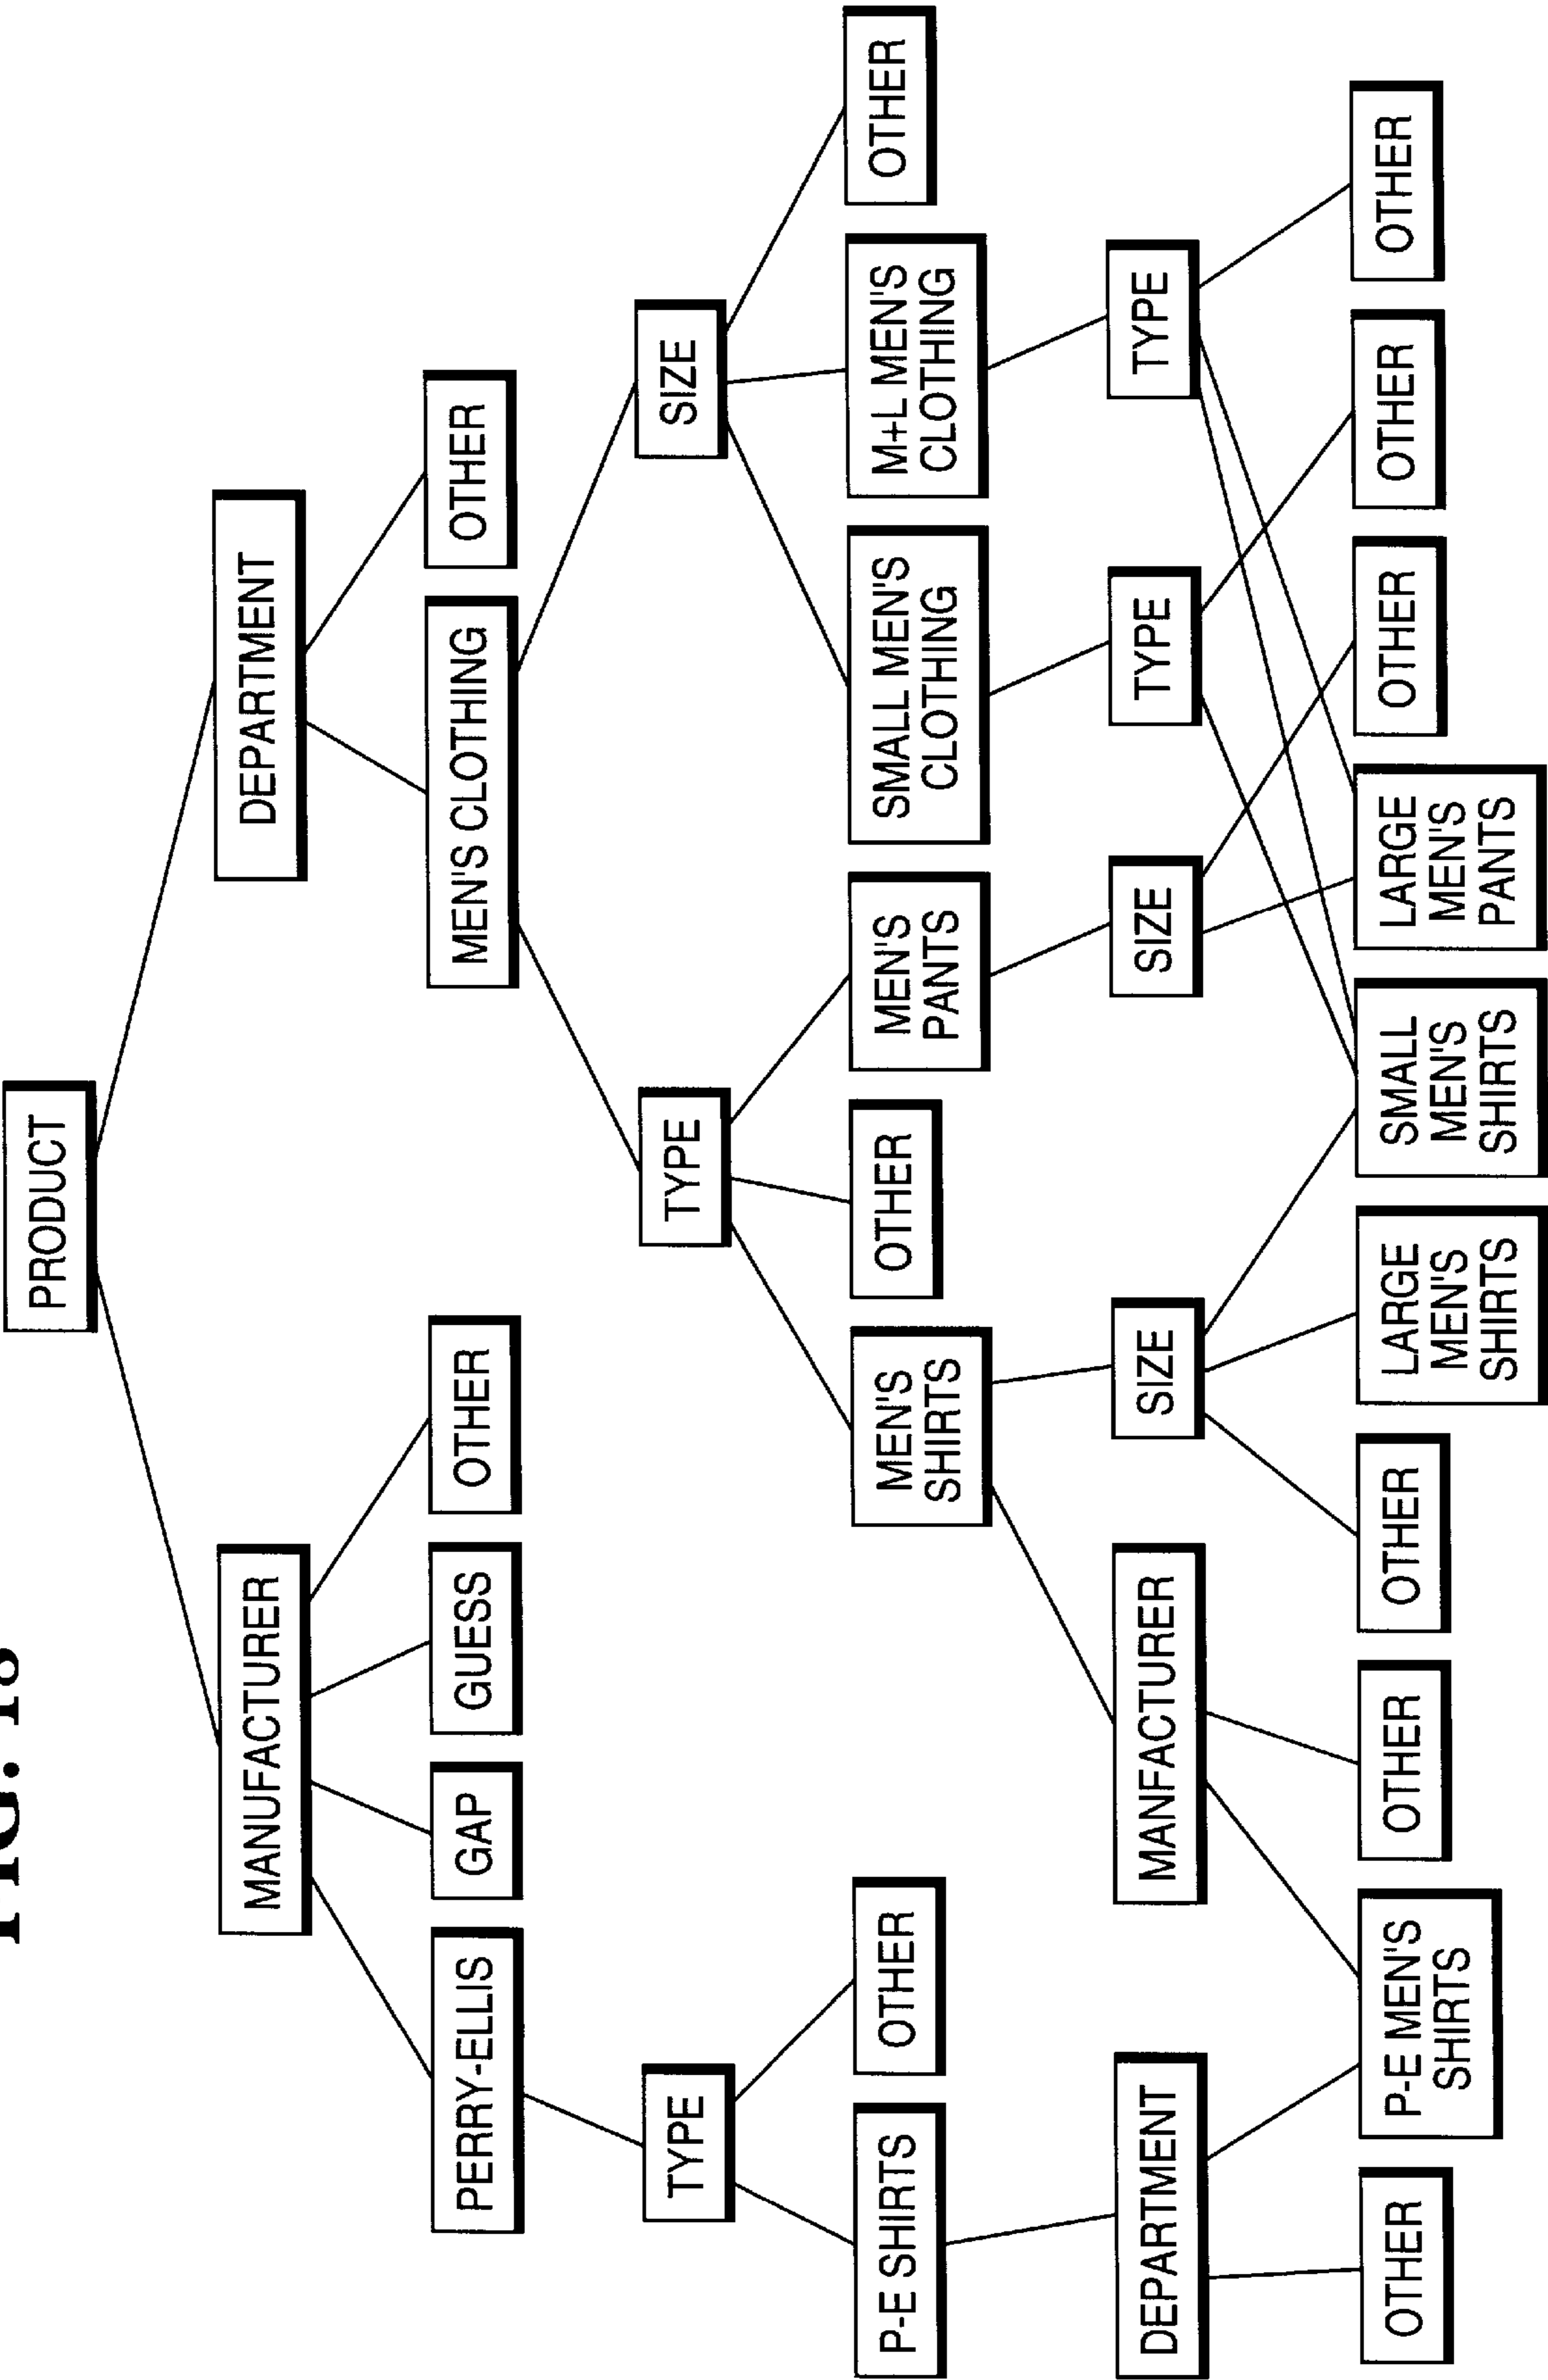 FIG. 18
PRODUCT
MANUFACTURER
DEPARTMENT
PERRY-ELLIS
GAP
GUESS
OTHER
MEN'S CLOTHING
OTHER
TYPE
TYPE
SIZE
P-E SHIRTS
OTHER
MEN'S
SHIRTS
OTHER
MEN'S
PANTS
SMALL MEN'S
CLOTHING
M+L MEN'S
CLOTHING
OTHER
DEPARTMENT
MANFACTURER
SIZE
SIZE
TYPE
TYPE
OTHER
P-E MEN'S
SHIRTS
OTHER
OTHER
LARGE
MEN'S
SHIRTS
SMALL
MEN'S
SHIRTS
LARGE
MEN'S
PANTS
OTHER
OTHER
OTHER